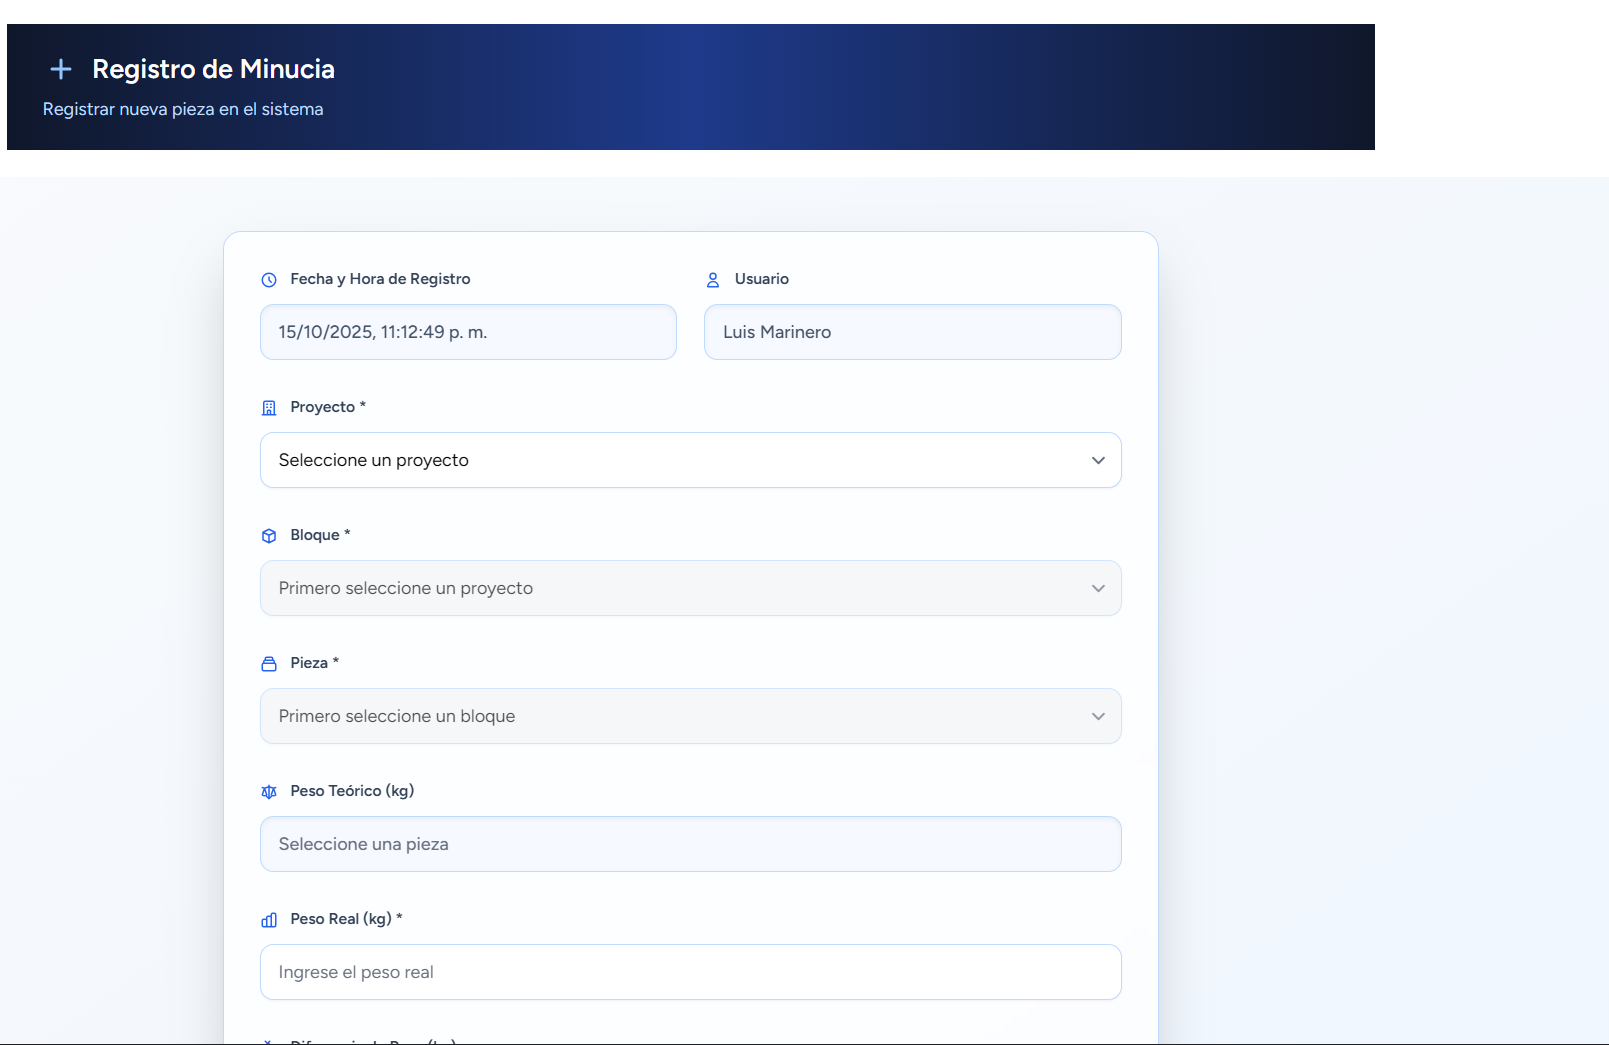 Registro de Minucia
Registrar nueva pieza en el sistema
Fecha y Hora de Registro
Usuario
15/10/2025, 11:12:49 p. m.
Luis Marinero
Proyecto *
Seleccione un proyecto
Bloque *
Primero seleccione un proyecto
Pieza *
Primero seleccione un bloque
Peso Teórico (kg)
Seleccione una pieza
Peso Real (kg) *
Ingrese el peso real